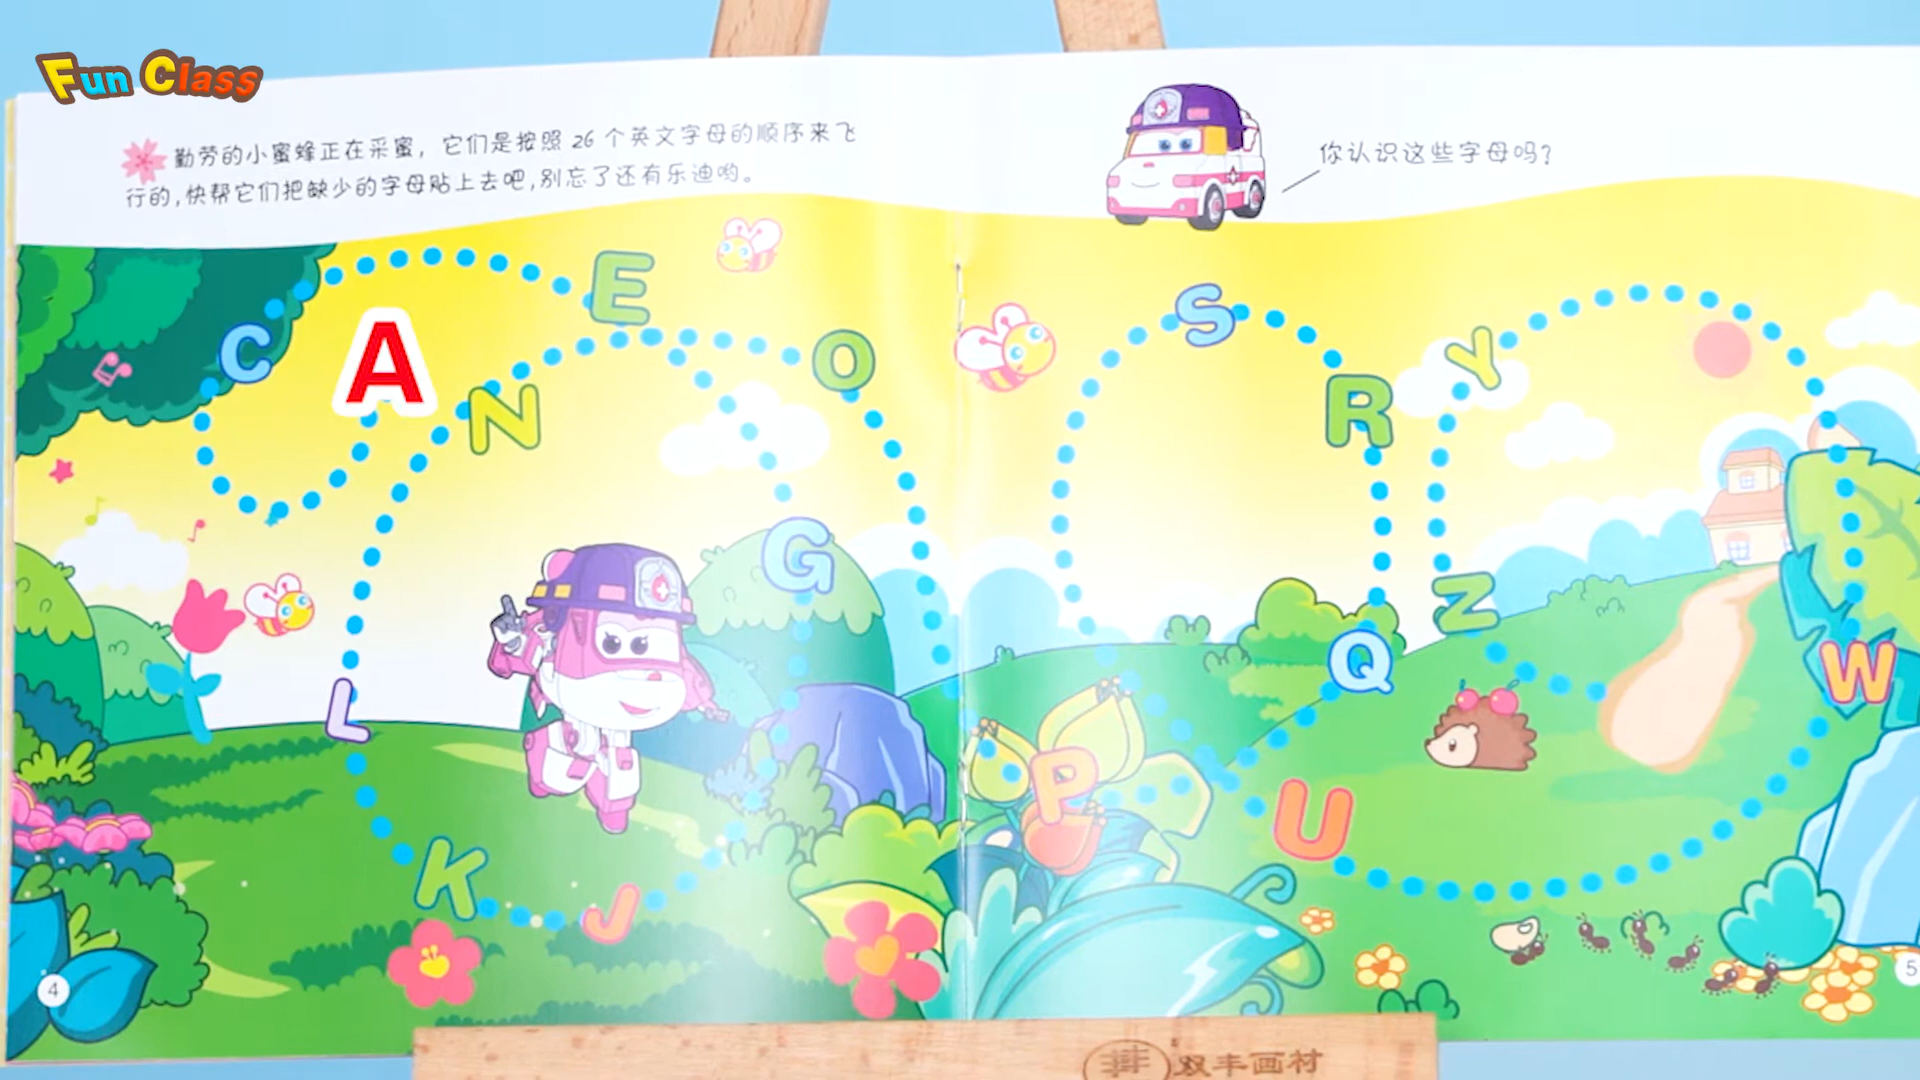 Fun Class
勤劳的小蜜蜂正在采蜜，它们是按照 26 个英文字母的顺序来飞
行的，快帮它们把缺少的字母贴上去吧，别忘了还有乐迪哟。
你认识这些字母吗？
E
S
C
A
O
Y
N
R
G
Z
Q
W
L
P
U
K
J
4
5
双丰画材